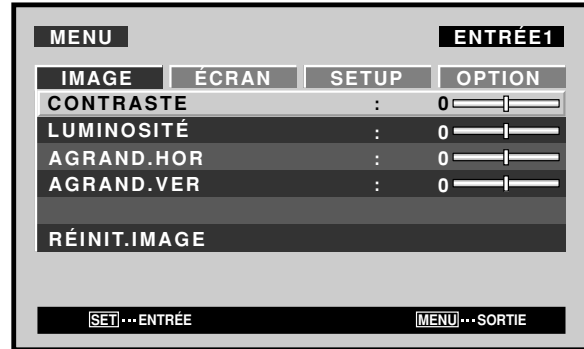 MENU ENTRÉE1
IMAGE ÉCRAN SETUP OPTION
CONTRASTE : 0
LUMINOSITÉ : 0
AGRAND.HOR : 0
AGRAND.VER : 0
RÉINIT.IMAGE
SET ··· ENTRÉE MENU ··· SORTIE